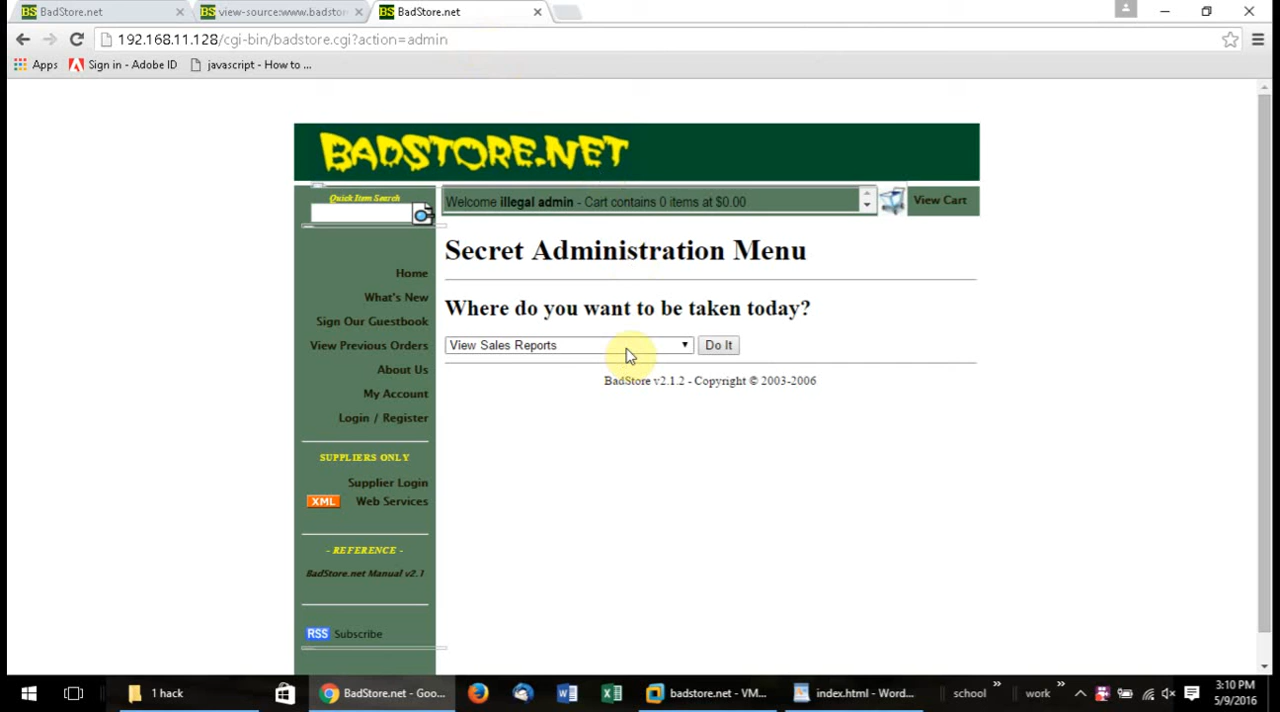 BadStore.net
view-source:www.badstor
BadStore.net
192.168.11.128/cgi-bin/badstore.cgi?action=admin
Apps
Sign in - Adobe ID
javascript - How to ...
BADSTORE.NET
Quick Item Search
Welcome illegal admin - Cart contains 0 items at $0.00
View Cart
Secret Administration Menu
Where do you want to be taken today?
View Sales Reports
Do It
BadStore v2.1.2 - Copyright © 2003-2006
Home
What's New
Sign Our Guestbook
View Previous Orders
About Us
My Account
Login / Register
SUPPLIERS ONLY
Supplier Login
XML Web Services
- REFERENCE -
BadStore.net Manual v2.1
RSS Subscribe
1 hack
BadStore.net - Goo...
badstore.net - VM...
index.html - Word...
school
work
3:10 PM
5/9/2016